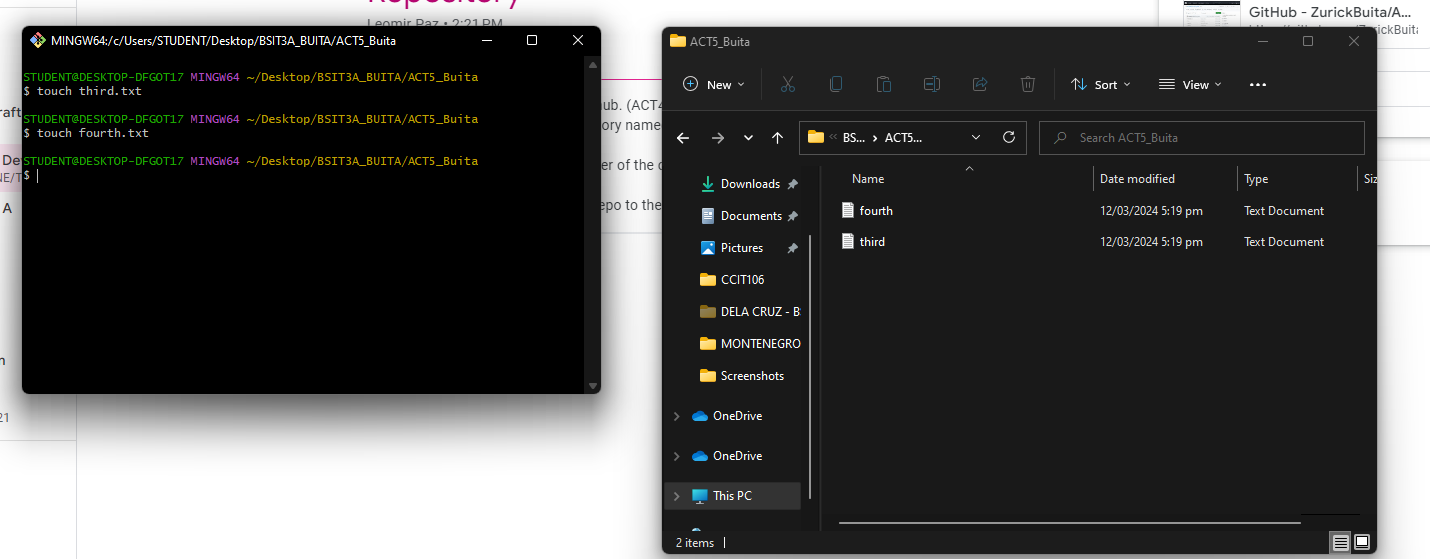 Repository
Leomir Paz • 2:21 PM
GitHub - ZurickBuita/A...
MINGW64:/c/Users/STUDENT/Desktop/BSIT3A_BUITA/ACT5_Buita
STUDENT@DESKTOP-DFGOT17 MINGW64 ~/Desktop/BSIT3A_BUITA/ACT5_Buita
$ touch third.txt
STUDENT@DESKTOP-DFGOT17 MINGW64 ~/Desktop/BSIT3A_BUITA/ACT5_Buita
$ touch fourth.txt
STUDENT@DESKTOP-DFGOT17 MINGW64 ~/Desktop/BSIT3A_BUITA/ACT5_Buita
$
raft
De
NE/T
A
n
21
ub. (ACT4
ory name
er of the
epo to the
ACT5_Buita
New
Sort
View
BS...
ACT5...
Search ACT5_Buita
Name
Date modified
Type
Siz
fourth
12/03/2024 5:19 pm
Text Document
third
12/03/2024 5:19 pm
Text Document
Downloads
Documents
Pictures
CCIT106
DELA CRUZ - BS
MONTENEGRO
Screenshots
OneDrive
OneDrive
This PC
2 items